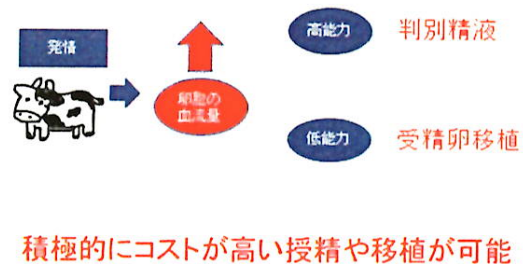 発情
卵胞の
血流量
高能力
判別精液
低能力
受精卵移植
積極的にコストが高い授精や移植が可能